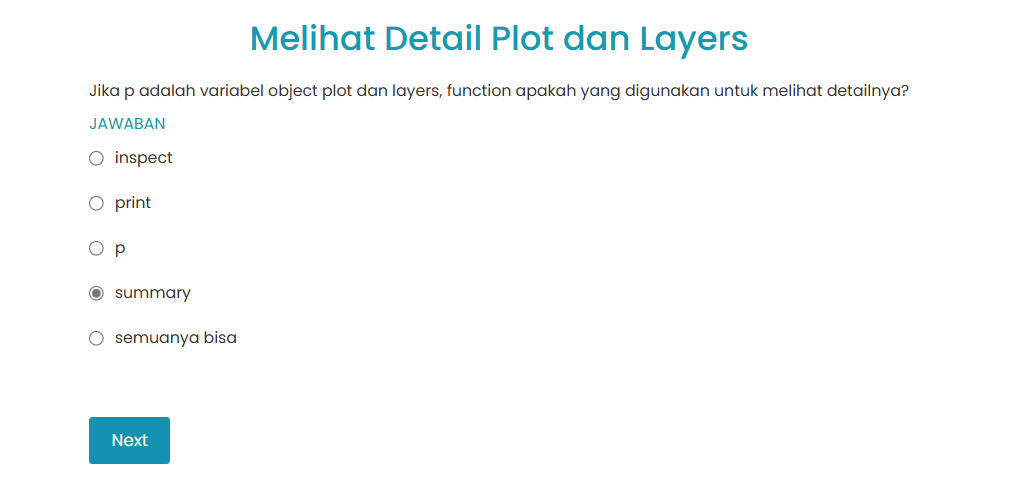 Melihat Detail Plot dan Layers
Jika p adalah variabel object plot dan layers, function apakah yang digunakan untuk melihat detailnya?
JAWABAN
inspect
print
p
summary
semuanya bisa
Next